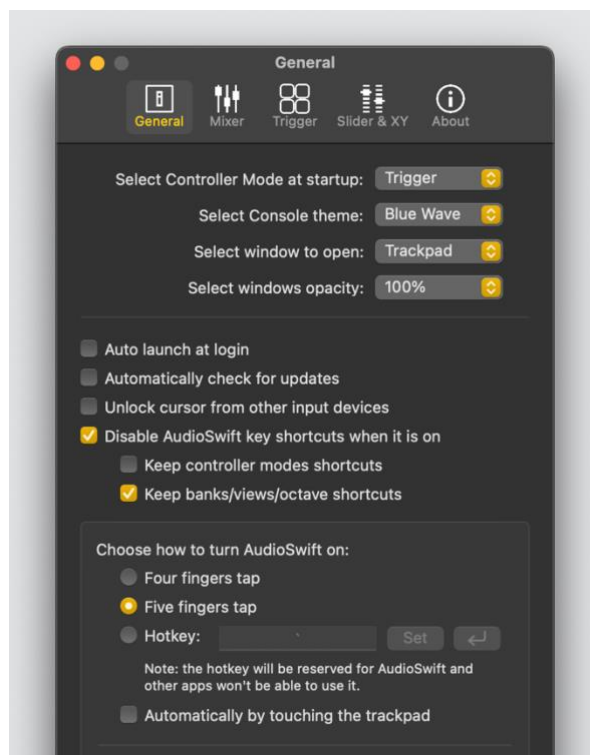 General
General
Mixer
Trigger
Slider & XY
About
Select Controller Mode at startup: Trigger
Select Console theme: Blue Wave
Select window to open: Trackpad
Select windows opacity: 100%
Auto launch at login
Automatically check for updates
Unlock cursor from other input devices
Disable AudioSwift key shortcuts when it is on
Keep controller modes shortcuts
Keep banks/views/octave shortcuts
Choose how to turn AudioSwift on:
Four fingers tap
Five fingers tap
Hotkey: ` Set
Note: the hotkey will be reserved for AudioSwift and
other apps won't be able to use it.
Automatically by touching the trackpad